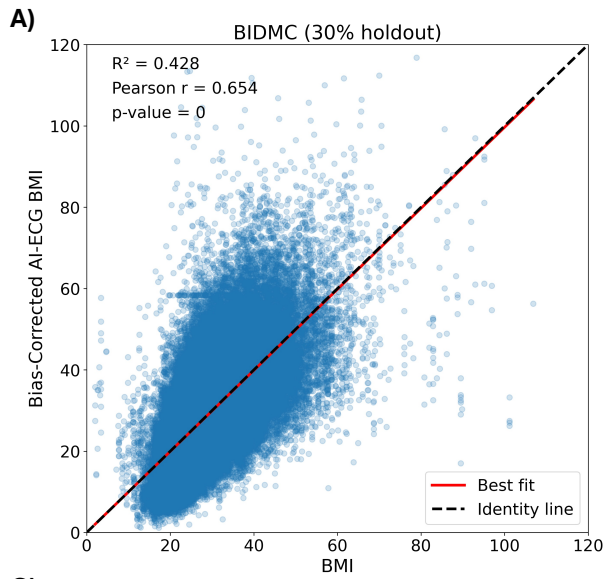 A)
BIDMC (30% holdout)
R² = 0.428
Pearson r = 0.654
p-value = 0
Bias-Corrected AI-ECG BMI
120
100
80
60
40
20
0
0 20 40 60 80 100 120
BMI
Best fit
Identity line